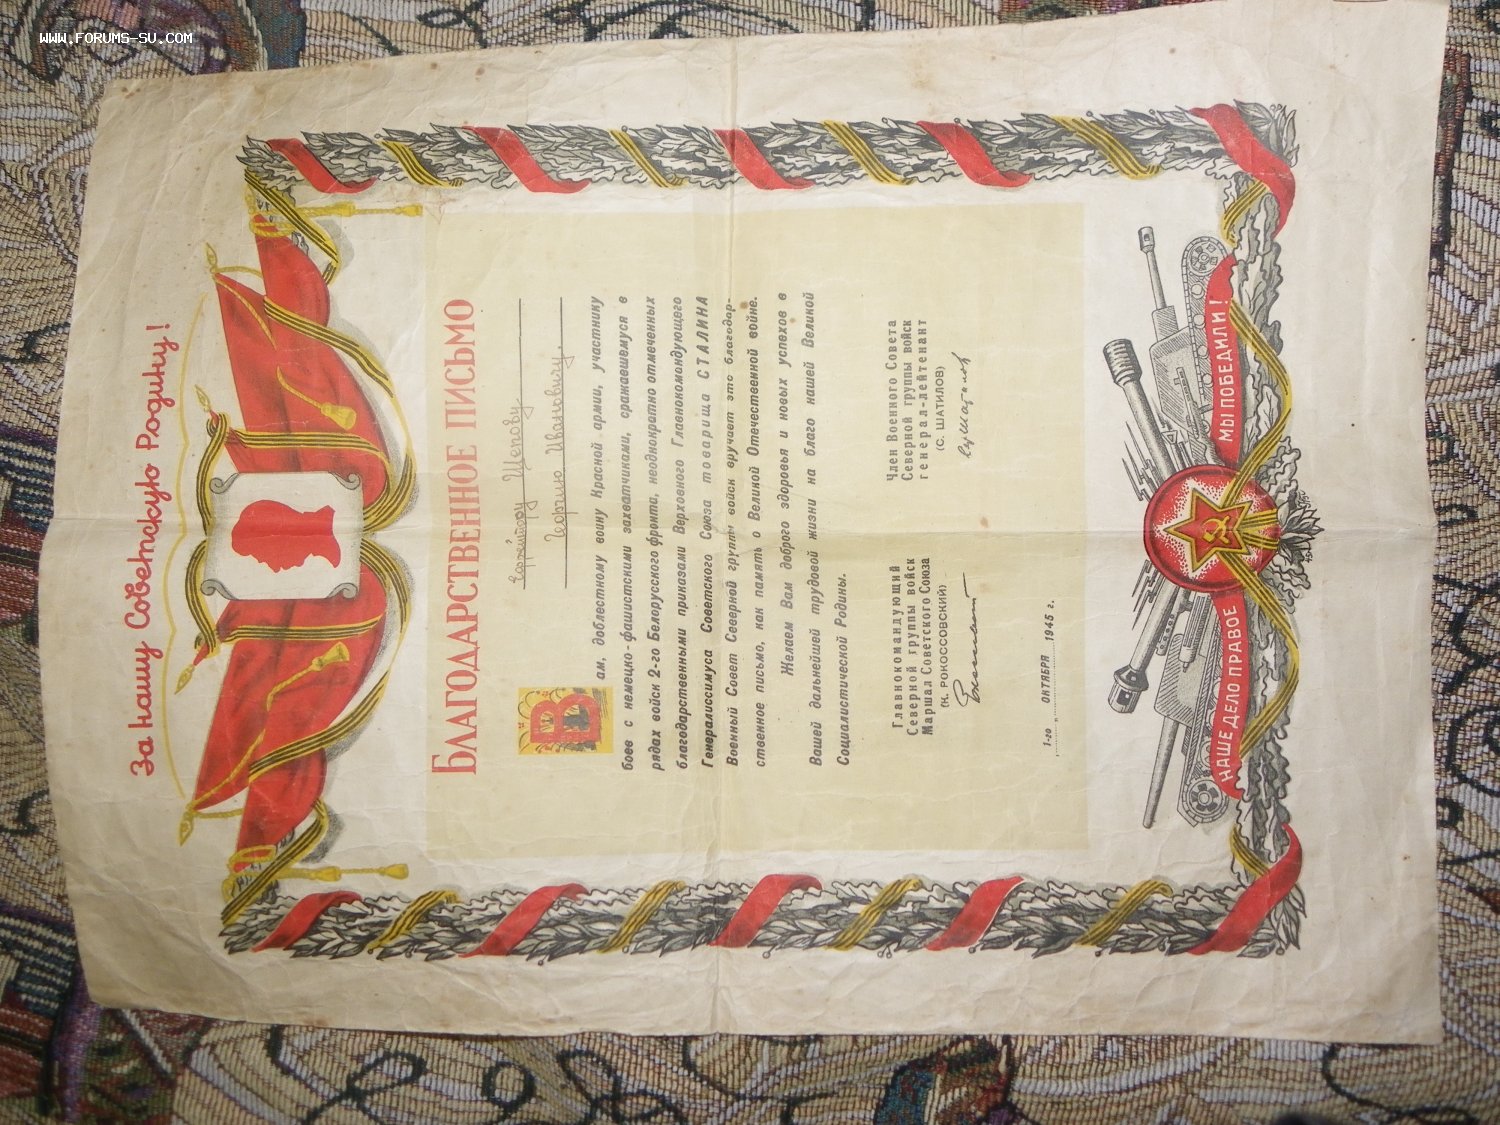 WWW.FORUMS-SU.COM
За нашу Советскую Родину!
БЛАГОДАРСТВЕННОЕ ПИСЬМО
Ефрейтору Щепову
Георгию Ивановичу.
Вам, доблестному воину Красной армии, участнику
боев с немецко-фашистскими захватчиками, сражавшемуся в
рядах войск 2-го Белорусского фронта, неоднократно отмеченных
благодарственными приказами Верховного Главнокомандующего
Генералиссимуса Советского Союза товарища СТАЛИНА
Военный Совет Северной группы войск вручает это благодар-
ственное письмо, как память о Великой Отечественной войне.
Желаем Вам доброго здоровья и новых успехов в
Вашей дальнейшей трудовой жизни на благо нашей Великой
Социалистической Родины.
Главнокомандующий
Северной группы войск
Маршал Советского Союза
(К. РОКОССОВСКИЙ)
Член Военного Совета
Северной группы войск
генерал-лейтенант
(С. ШАТИЛОВ)
1-го ОКТЯБРЯ 1945 г.
НАШЕ ДЕЛО ПРАВОЕ
МЫ ПОБЕДИЛИ!